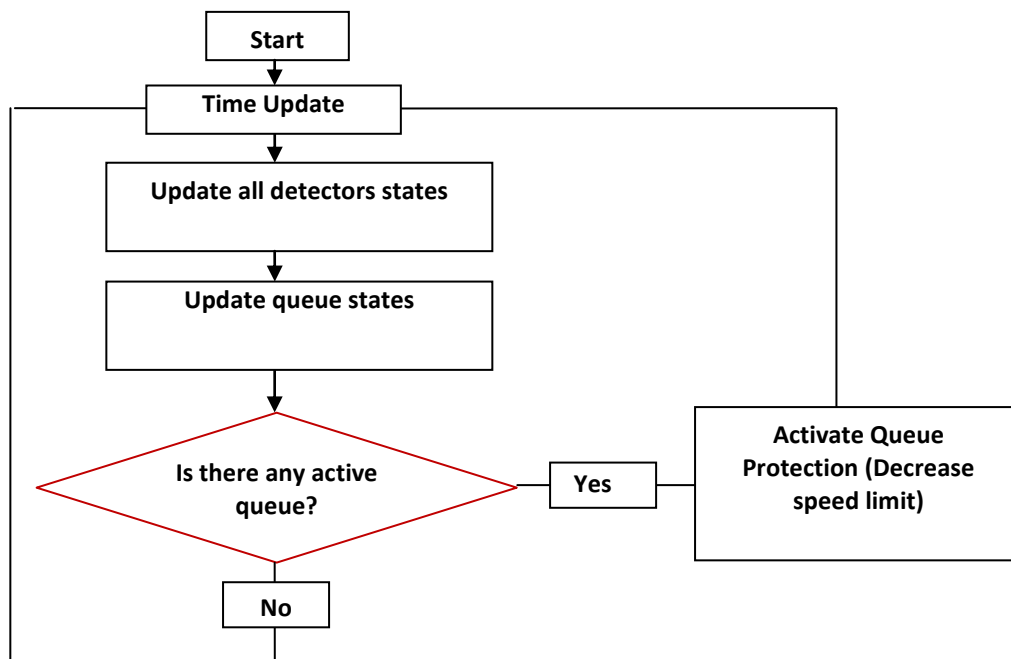 Start
Time Update
Update all detectors states
Update queue states
Is there any active
queue?
Yes
Activate Queue
Protection (Decrease
speed limit)
No